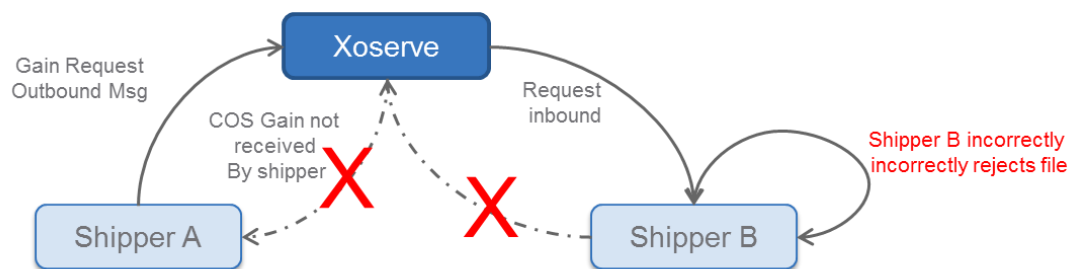 Xoserve
Gain Request
Outbound Msg
COS Gain not
received
By shipper
Request
inbound
Shipper B incorrectly
incorrectly rejects file
X
X
Shipper A
Shipper B